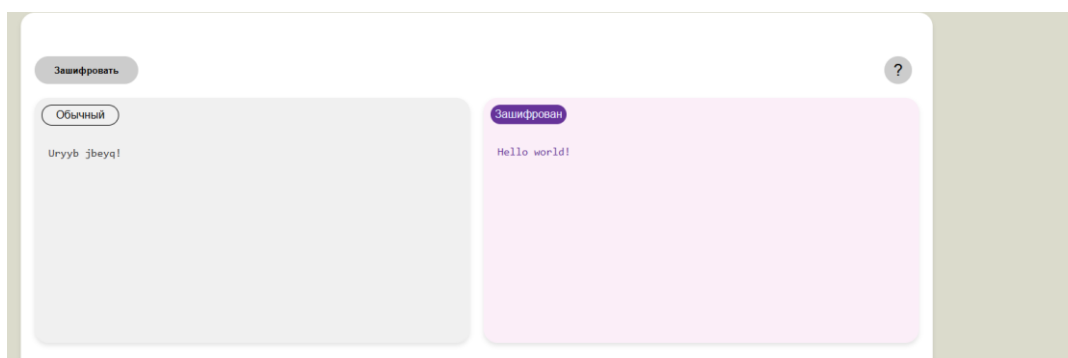 Зашифровать
?
Обычный
Uryyb jbeyq!
Зашифрован
Hello world!